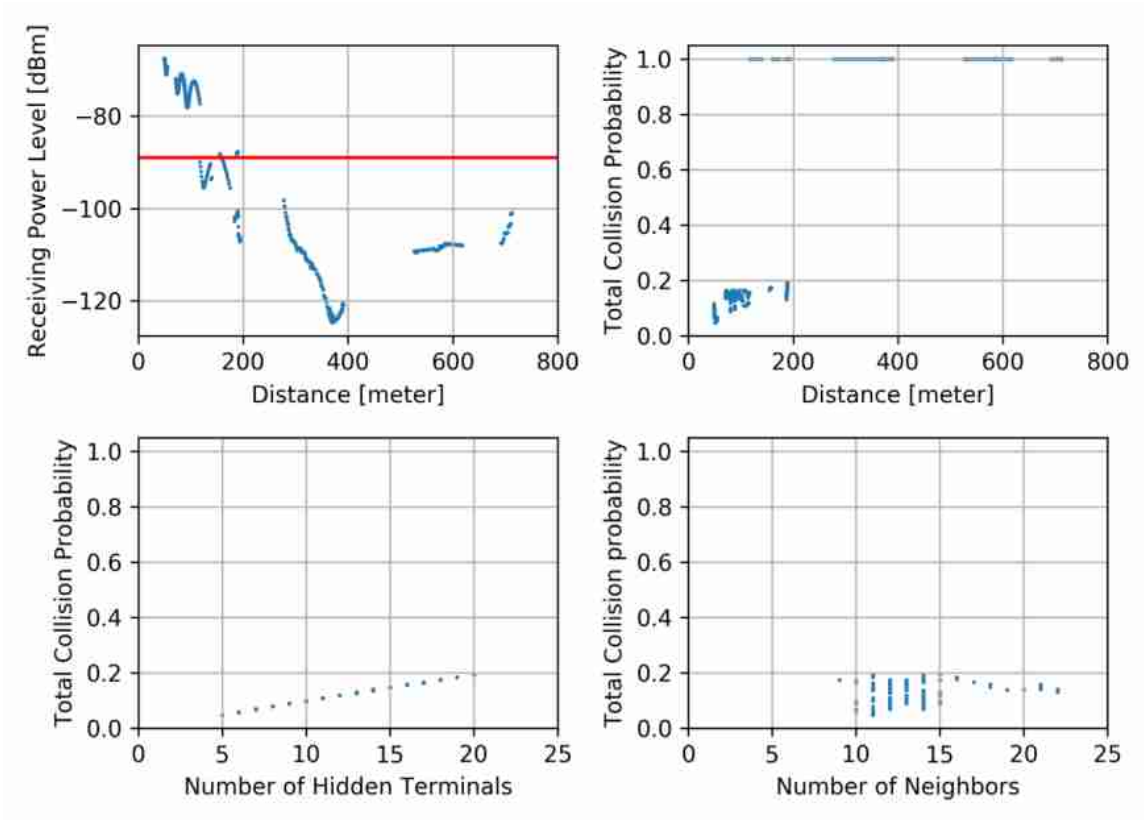 Receiving Power Level [dBm]
−80
−100
−120
0 200 400 600 800
Distance [meter]
Total Collision Probability
1.0
0.8
0.6
0.4
0.2
0.0
0 200 400 600 800
Distance [meter]
Total Collision Probability
1.0
0.8
0.6
0.4
0.2
0.0
0 5 10 15 20 25
Number of Hidden Terminals
Total Collision probability
1.0
0.8
0.6
0.4
0.2
0.0
0 5 10 15 20 25
Number of Neighbors